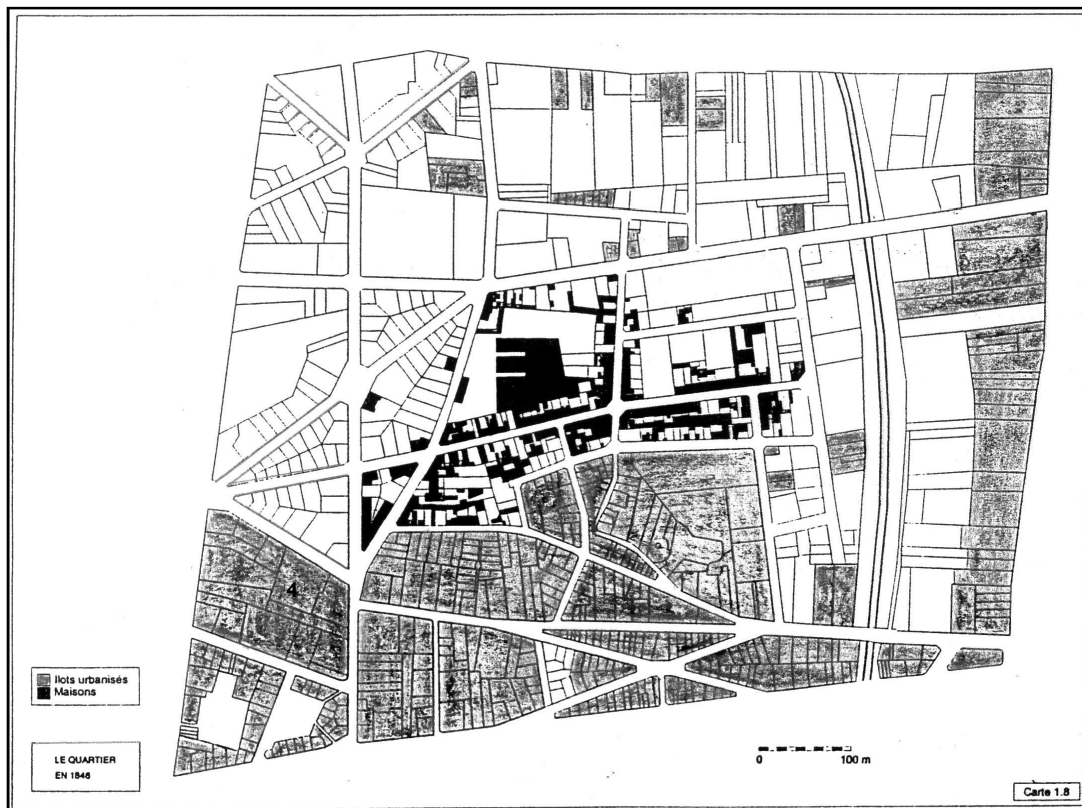 4
Ilots urbanisés
Maisons
LE QUARTIER
EN 1846
0 100 m
Carte 1.8